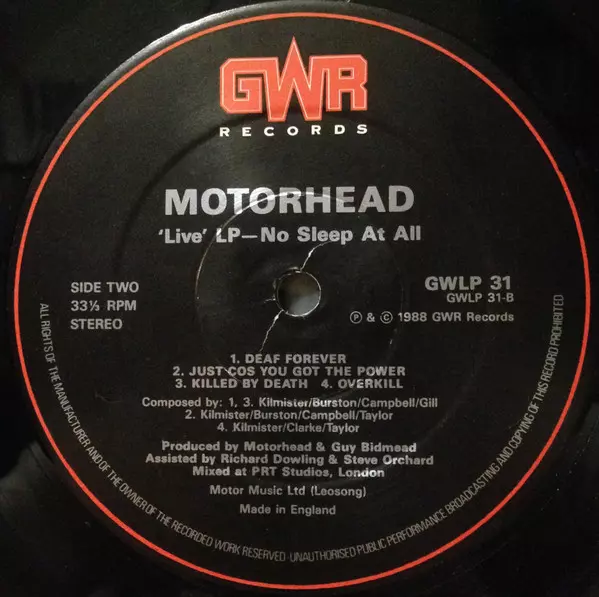 GWR
RECORDS
MOTORHEAD
'Live' LP—No Sleep At All
SIDE TWO
33⅓ RPM
STEREO
GWLP 31
GWLP 31-B
Ⓟ & © 1988 GWR Records
1. DEAF FOREVER
2. JUST COS YOU GOT THE POWER
3. KILLED BY DEATH 4. OVERKILL
Composed by: 1, 3. Kilmister/Burston/Campbell/Gill
2. Kilmister/Burston/Campbell/Taylor
4. Kilmister/Clarke/Taylor
Produced by Motorhead & Guy Bidmead
Assisted by Richard Dowling & Steve Orchard
Mixed at PRT Studios, London
Motor Music Ltd (Leosong)
Made in England
ALL RIGHTS OF THE MANUFACTURER AND OF THE OWNER OF THE RECORDED WORK RESERVED · UNAUTHORISED PUBLIC PERFORMANCE BROADCASTING AND COPYING OF THIS RECORD PROHIBITED